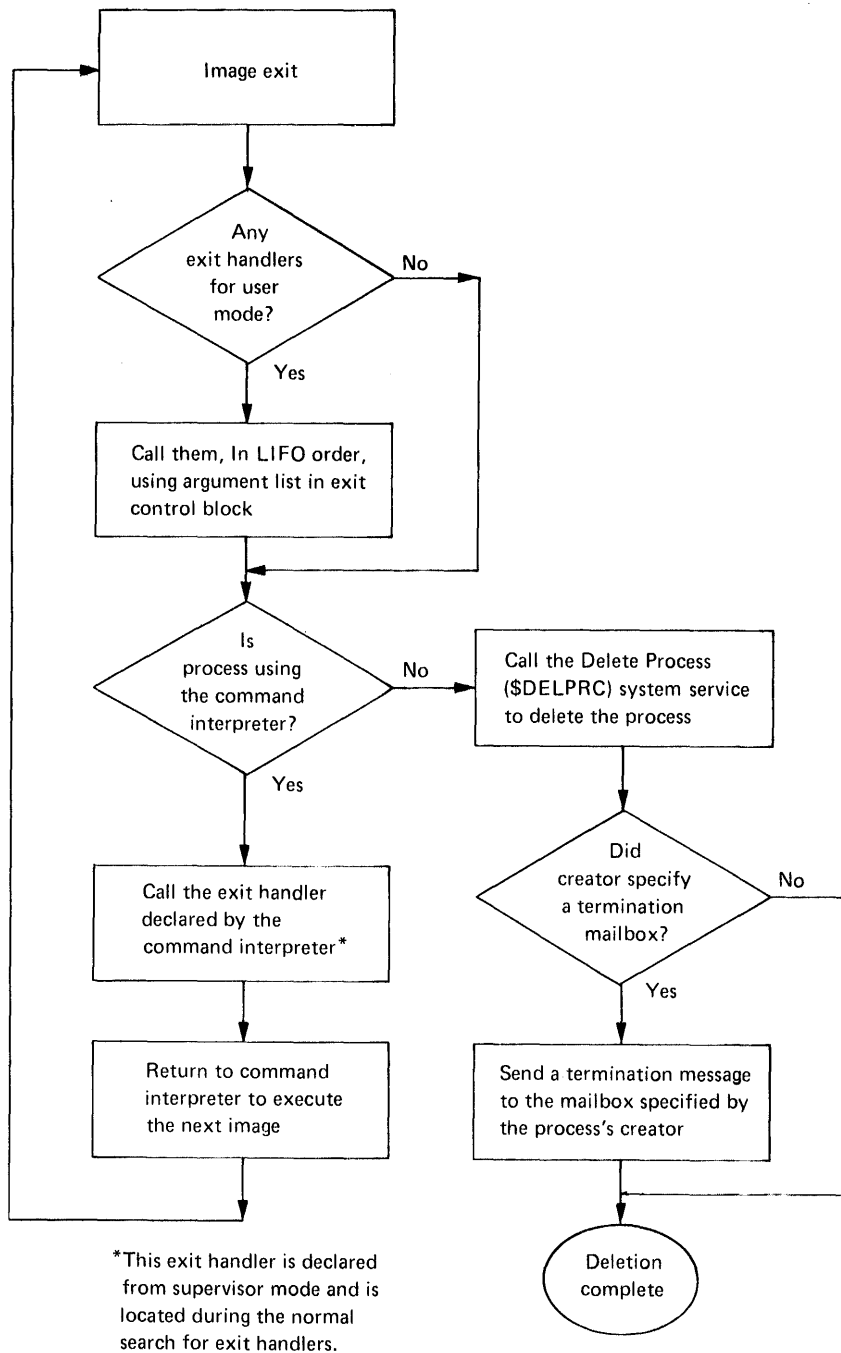 Image exit
Any
exit handlers
for user
mode?
No
Yes
Call them, In LIFO order,
using argument list in exit
control block
Is
process using
the command
interpreter?
No
Yes
Call the Delete Process
($DELPRC) system service
to delete the process
Did
creator specify
a termination
mailbox?
No
Yes
Call the exit handler
declared by the
command interpreter*
Return to command
interpreter to execute
the next image
Send a termination message
to the mailbox specified by
the process's creator
Deletion
complete
*This exit handler is declared
from supervisor mode and is
located during the normal
search for exit handlers.